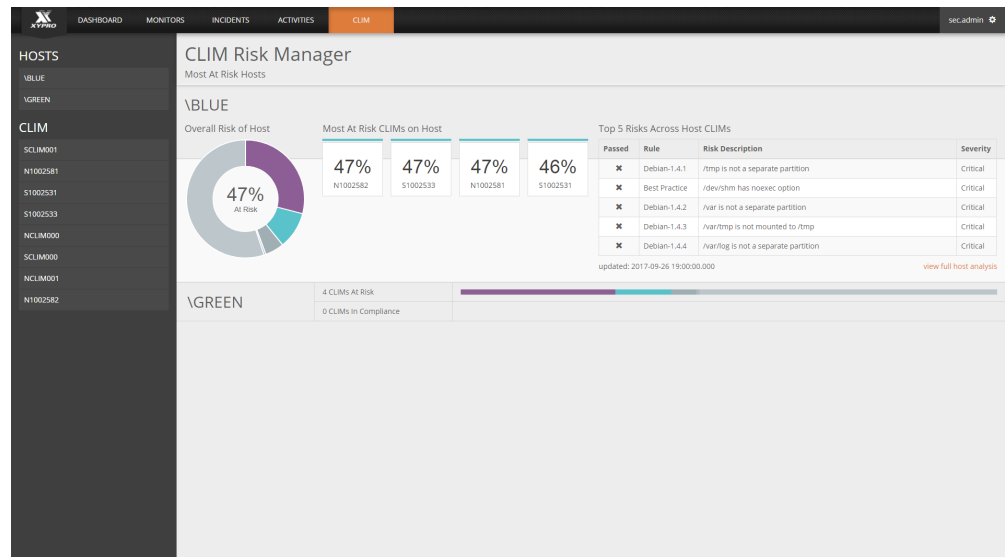 XYPRO DASHBOARD MONITORS INCIDENTS ACTIVITIES CLIM sec.admin
HOSTS
\BLUE
\GREEN
CLIM
SCLIM001
N1002581
S1002531
S1002533
NCLIM000
SCLIM000
NCLIM001
N1002582
CLIM Risk Manager
Most At Risk Hosts
\BLUE
Overall Risk of Host
47%
At Risk
Most At Risk CLIMs on Host
47% 47% 47% 46%
N1002582 S1002533 N1002581 S1002531
Top 5 Risks Across Host CLIMs
Passed Rule Risk Description Severity
Debian-1.4.1 /tmp is not a separate partition Critical
Best Practice /dev/shm has noexec option Critical
Debian-1.4.2 /var is not a separate partition Critical
Debian-1.4.3 /var/tmp is not mounted to /tmp Critical
Debian-1.4.4 /var/log is not a separate partition Critical
updated: 2017-09-26 19:00:00.000 view full host analysis
\GREEN
4 CLIMs At Risk
0 CLIMs In Compliance